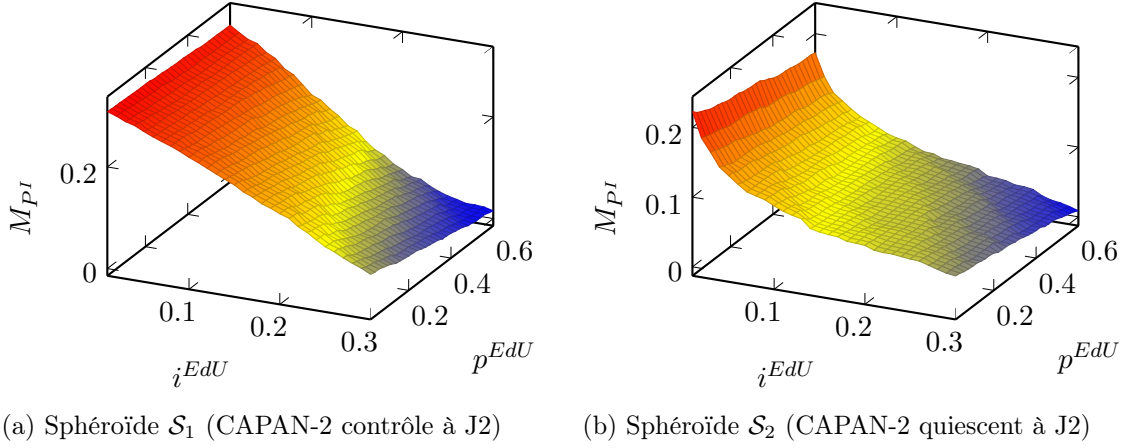 0.2
0
M_{PI}
0.1
0.2
0.3
i^{EdU}
0.2
0.4
0.6
p^{EdU}
(a) Sphéroïde S_1 (CAPAN-2 contrôle à J2)
0.2
0.1
0
M_{PI}
0.1
0.2
0.3
i^{EdU}
0.2
0.4
0.6
p^{EdU}
(b) Sphéroïde S_2 (CAPAN-2 quiescent à J2)